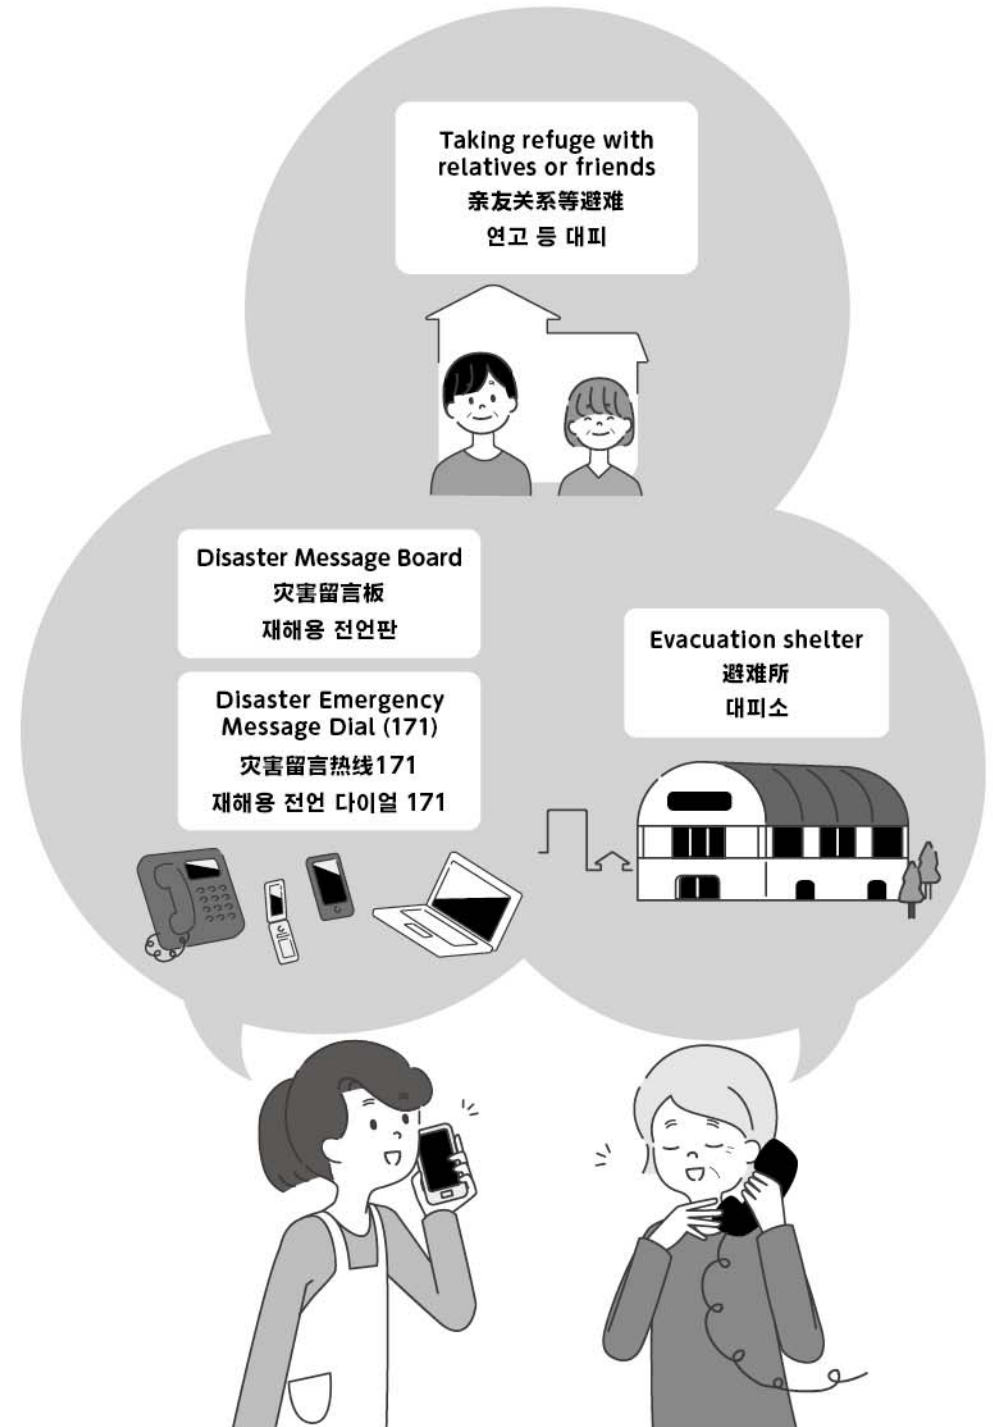 Taking refuge with
relatives or friends
亲友关系等避难
연고 등 대피
Disaster Message Board
灾害留言板
재해용 전언판
Disaster Emergency
Message Dial (171)
灾害留言热线171
재해용 전언 다이얼 171
Evacuation shelter
避难所
대피소